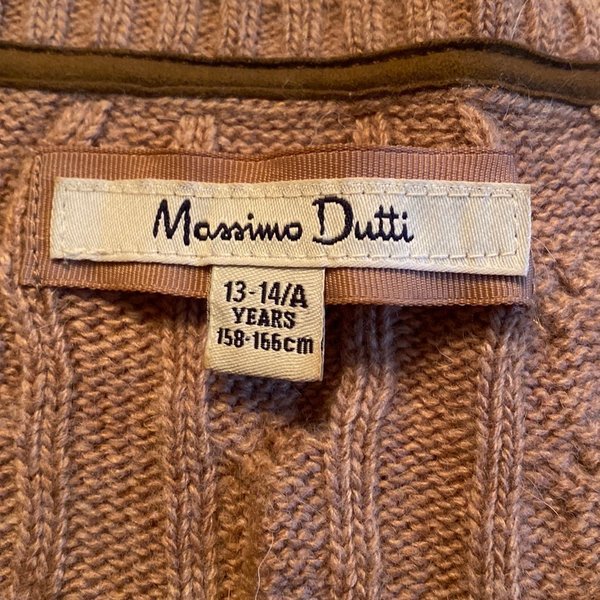 Massimo Dutti
13-14/A
YEARS
158-166cm